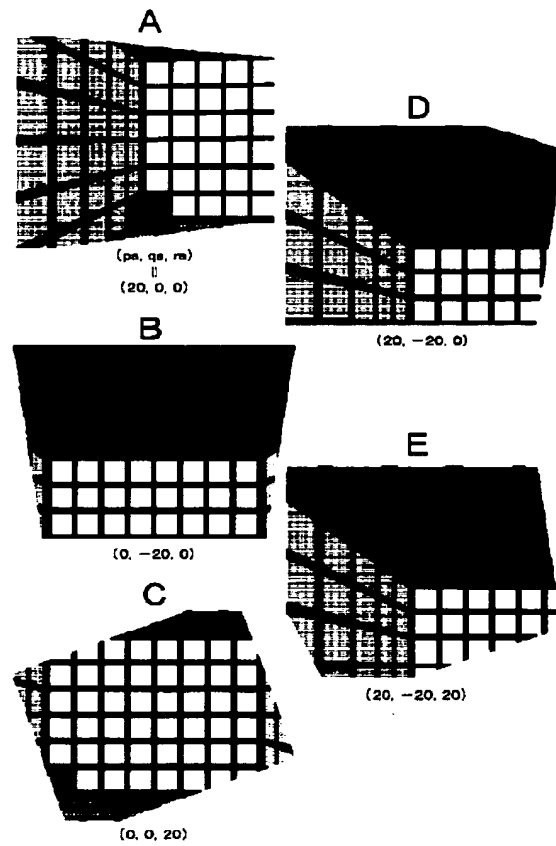 A
(ps, qs, rs)
॥
(20, 0, 0)
B
(0, -20, 0)
C
(0, 0, 20)
D
(20, -20, 0)
E
(20, -20, 20)